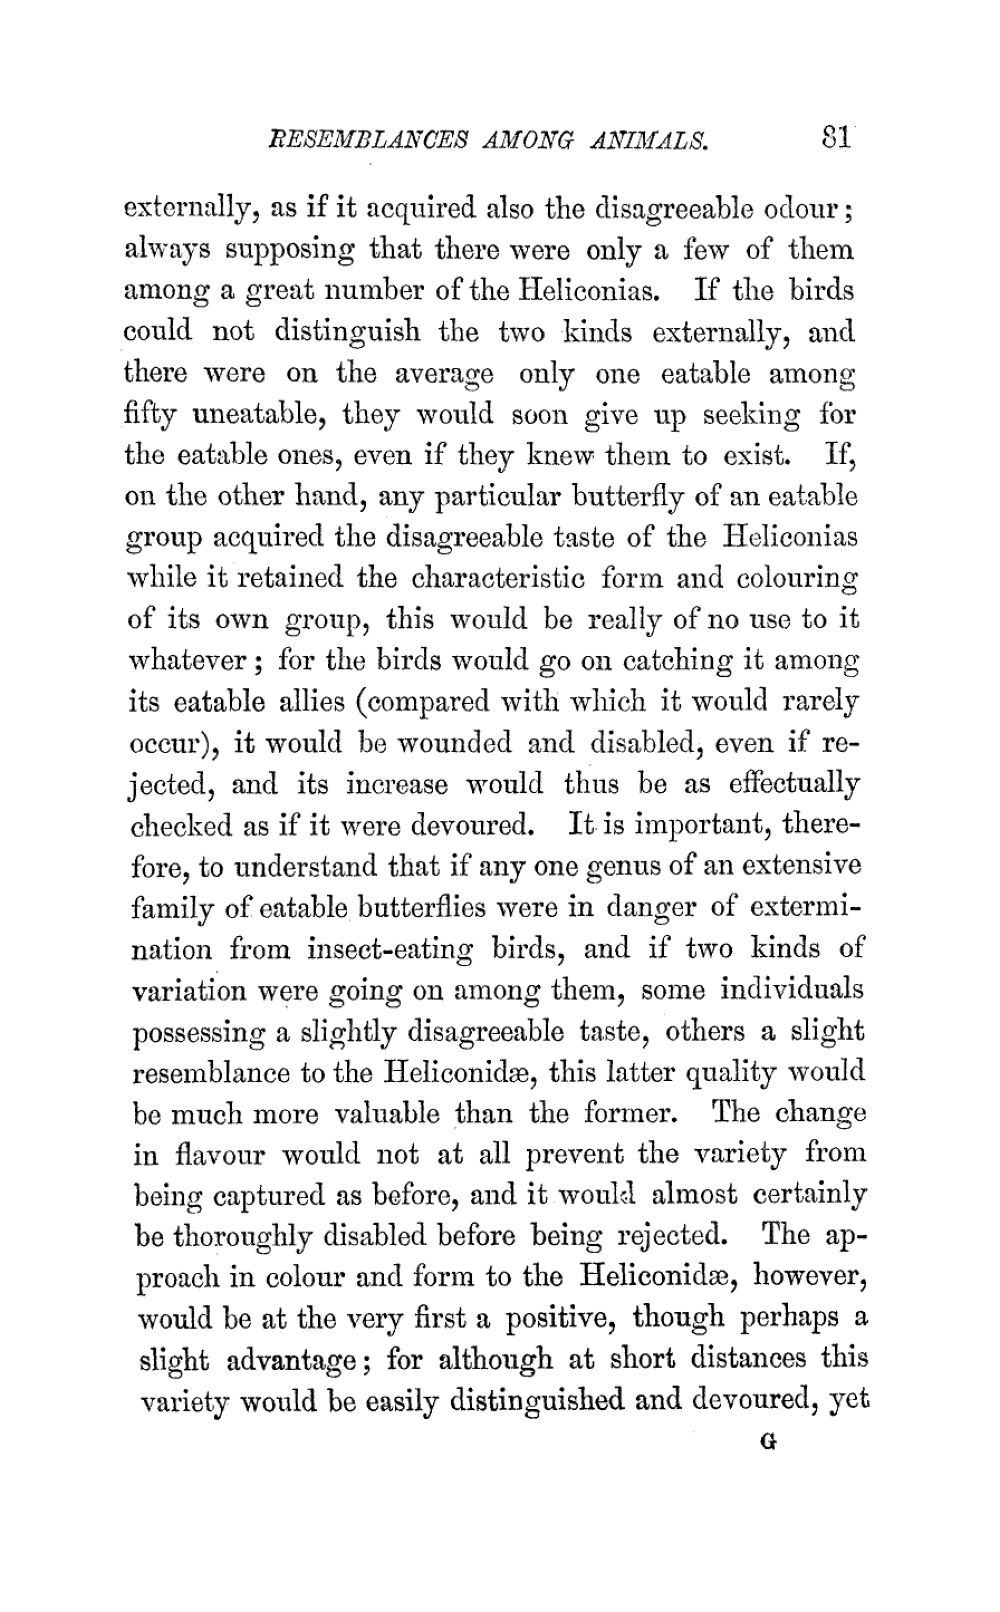 RESEMBLANCES AMONG ANIMALS. 81
externally, as if it acquired also the disagreeable odour;
always supposing that there were only a few of them
among a great number of the Heliconias. If the birds
could not distinguish the two kinds externally, and
there were on the average only one eatable among
fifty uneatable, they would soon give up seeking for
the eatable ones, even if they knew them to exist. If,
on the other hand, any particular butterfly of an eatable
group acquired the disagreeable taste of the Heliconias
while it retained the characteristic form and colouring
of its own group, this would be really of no use to it
whatever; for the birds would go on catching it among
its eatable allies (compared with which it would rarely
occur), it would be wounded and disabled, even if re-
jected, and its increase would thus be as effectually
checked as if it were devoured. It is important, there-
fore, to understand that if any one genus of an extensive
family of eatable butterflies were in danger of extermi-
nation from insect-eating birds, and if two kinds of
variation were going on among them, some individuals
possessing a slightly disagreeable taste, others a slight
resemblance to the Heliconidæ, this latter quality would
be much more valuable than the former. The change
in flavour would not at all prevent the variety from
being captured as before, and it would almost certainly
be thoroughly disabled before being rejected. The ap-
proach in colour and form to the Heliconidæ, however,
would be at the very first a positive, though perhaps a
slight advantage; for although at short distances this
variety would be easily distinguished and devoured, yet
G